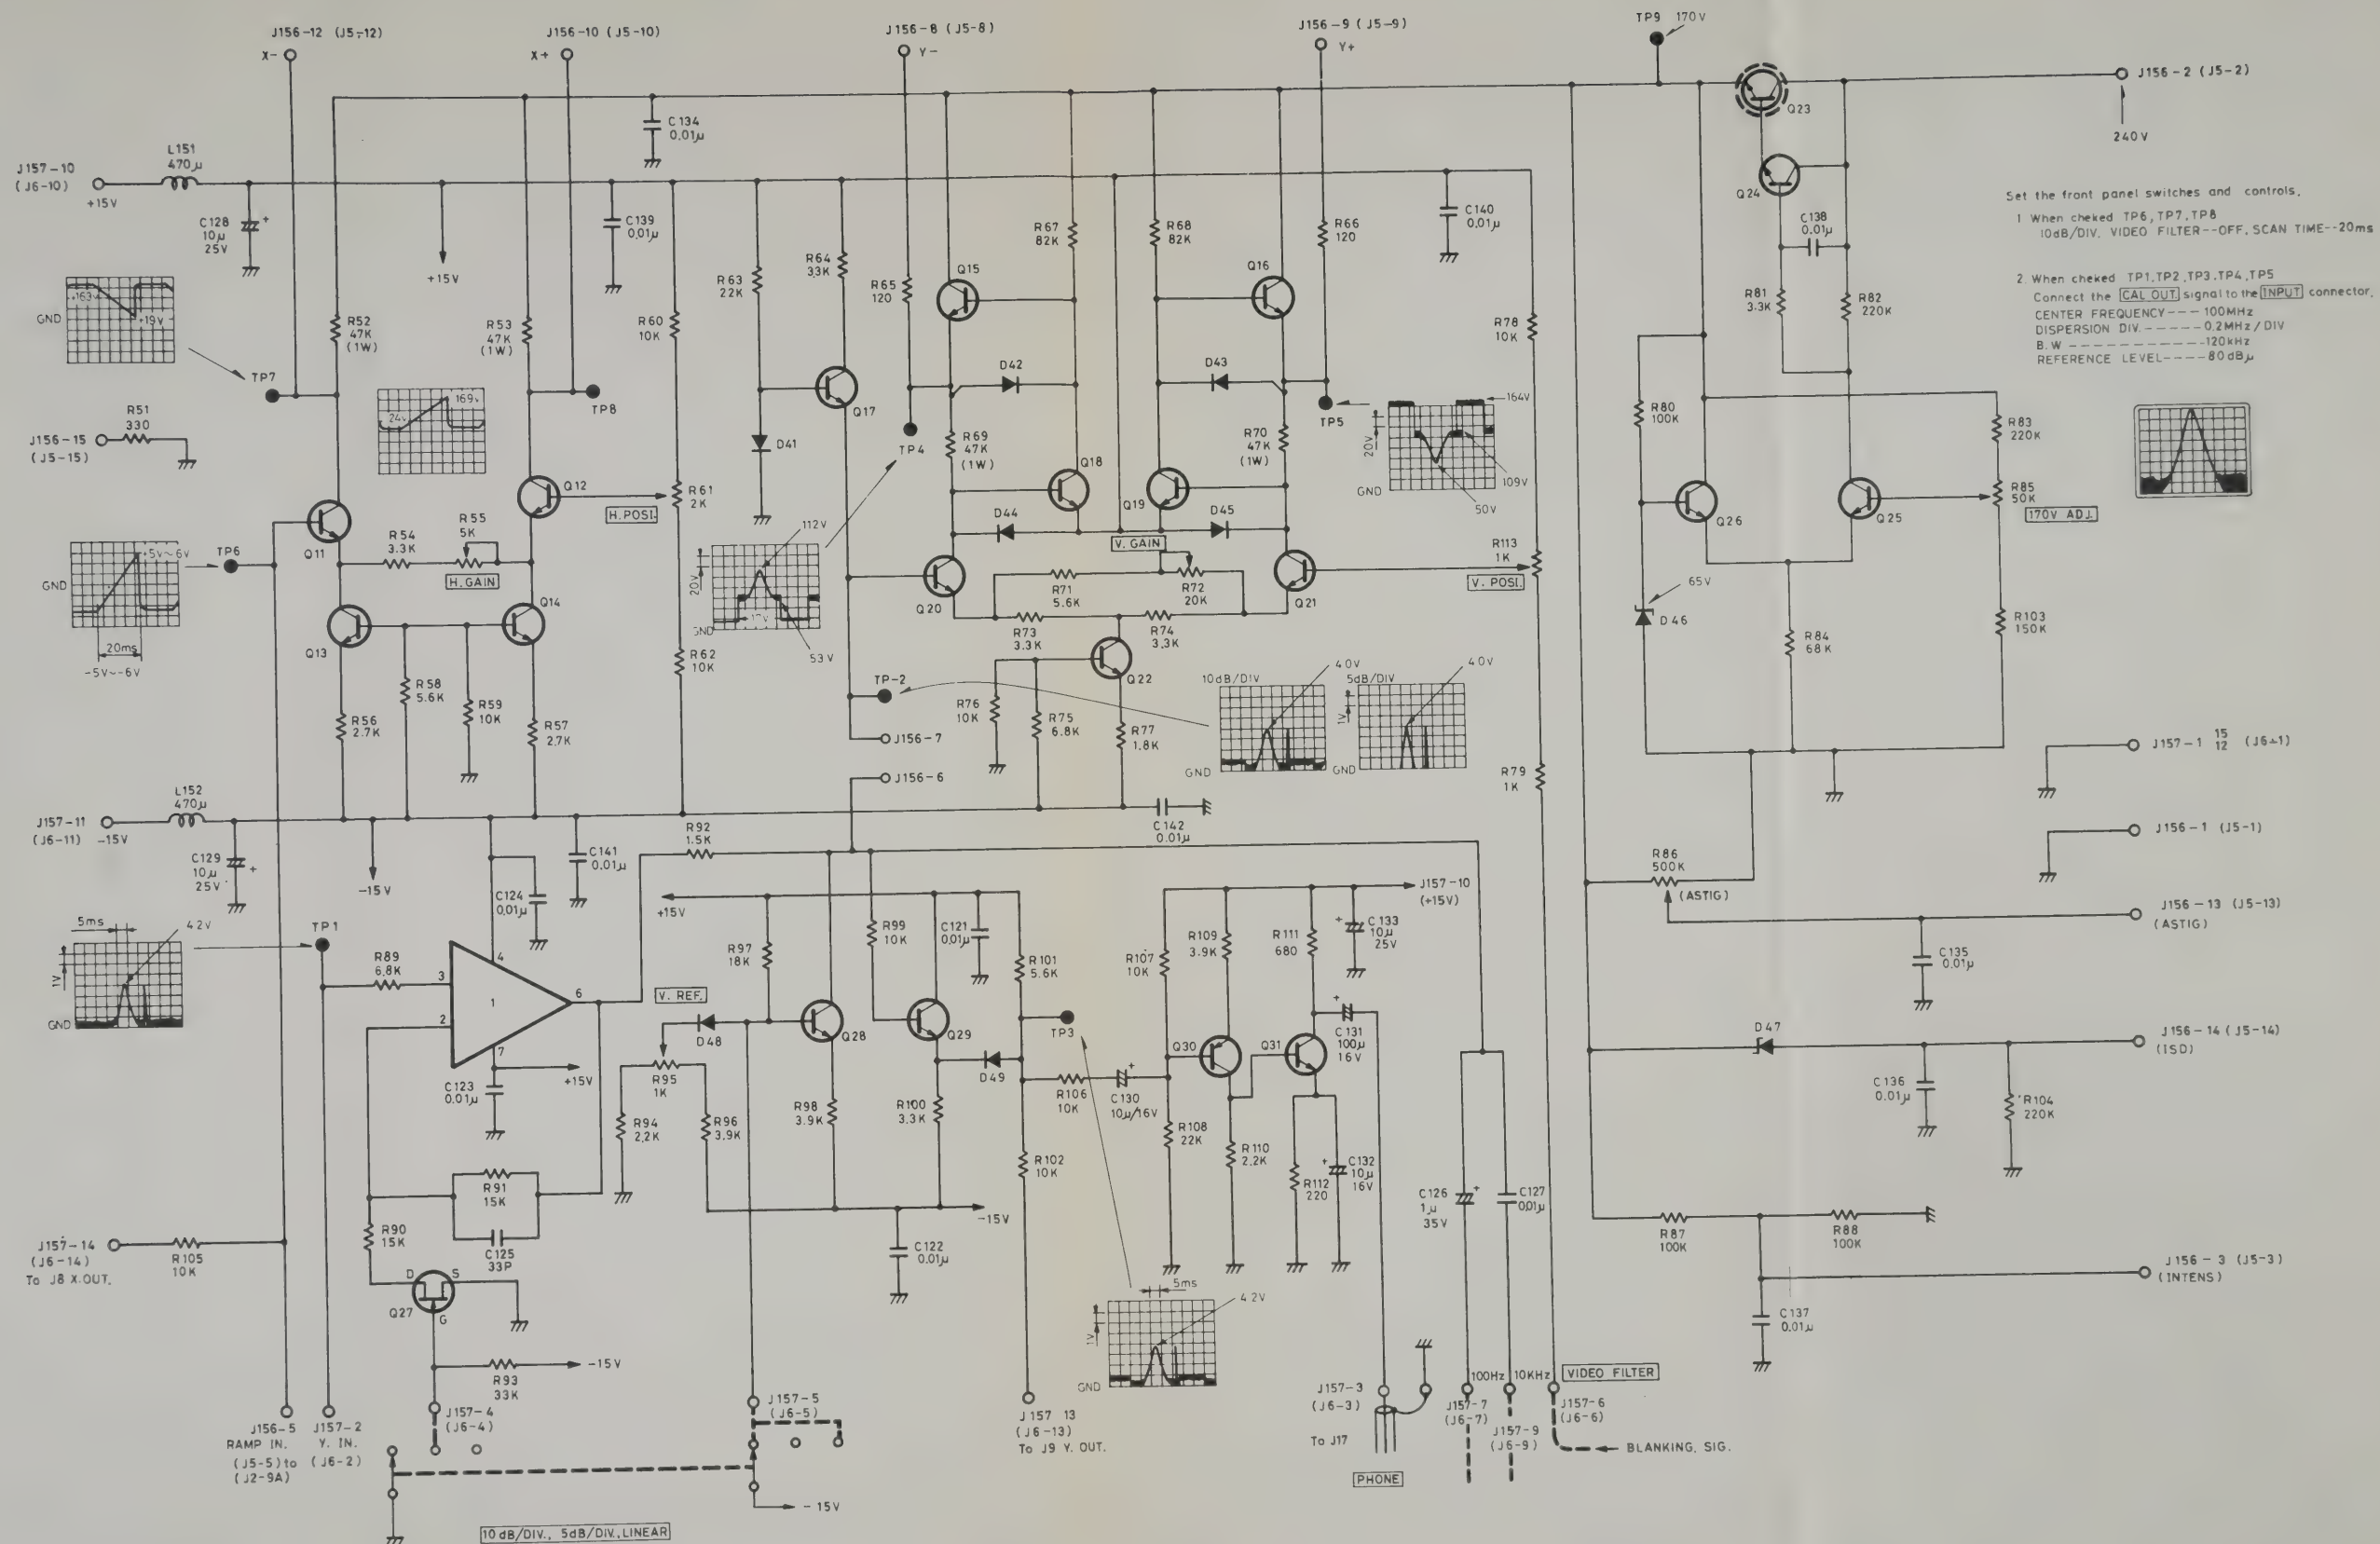 J156-12 (J5-12)
X-
J156-10 (J5-10)
X+
J156-8 (J5-8)
Y-
J156-9 (J5-9)
Y+
TP9 170V
Q23
J156-2 (J5-2)
240V
J157-10
(J6-10)
+15V
L151
470µ
C128
10µ
25V
+
+15V
C134
0.01µ
C139
0.01µ
R60
10K
R63
22K
R64
33K
R65
120
Q15
R67
82K
R68
82K
Q16
R66
120
C140
0.01µ
R78
10K
Q24
C138
0.01µ
R81
3.3K
R82
220K
Set the front panel switches and controls.
1 When cheked TP6, TP7, TP8
10dB/DIV. VIDEO FILTER--OFF, SCAN TIME--20ms
2. When cheked TP1, TP2, TP3, TP4, TP5
Connect the CAL OUT signal to the INPUT connector.
CENTER FREQUENCY--- 100MHz
DISPERSION DIV. ----- 0.2MHz/DIV
B.W -----------120kHz
REFERENCE LEVEL----80dBµ
+163V
GND
+19V
TP7
R52
47K
(1W)
R53
47K
(1W)
24V
169V
TP8
R51
330
J156-15
(J5-15)
D41
Q17
D42
D43
TP4
TP5
164V
20V
GND
109V
50V
R69
47K
(1W)
R70
47K
(1W)
Q18
Q19
D44
D45
V. GAIN
R80
100K
R83
220K
R85
50K
170V ADJ.
Q26
Q25
Q12
R61
2K
H.POSI.
Q11
R54
3.3K
R55
5K
H.GAIN
TP6
+5V~6V
GND
20ms
-5V~-6V
Q13
Q14
112V
20V
GND
53V
Q20
R71
5.6K
R72
20K
Q21
R113
1K
V. POSI.
R73
3.3K
R74
3.3K
Q22
65V
D46
R84
68K
R103
150K
R62
10K
R58
5.6K
R59
10K
R56
2.7K
R57
2.7K
TP-2
J156-7
J156-6
R76
10K
R75
6.8K
R77
1.8K
10dB/DIV
4.0V
5dB/DIV
4.0V
1V
GND
GND
R79
1K
J157-1 15 12 (J6-1)
J156-1 (J5-1)
J157-11
(J6-11) -15V
L152
470µ
C129
10µ
25V
+
-15V
C141
0.01µ
C124
0.01µ
R92
1.5K
C142
0.01µ
R86
500K
(ASTIG)
J156-13 (J5-13)
(ASTIG)
C135
0.01µ
5ms
4.2V
1V
GND
TP1
R89
6.8K
3
2
4
1
6
7
+15V
C123
0.01µ
+15V
R97
18K
V. REF.
D48
R95
1K
R94
2.2K
R96
3.9K
R98
3.9K
Q28
R99
10K
Q29
C121
0.01µ
R101
5.6K
TP3
D49
R100
3.3K
R102
10K
R106
10K
C130
10µ/16V
+
R107
10K
R109
3.9K
R111
680
J157-10
(+15V)
C133
10µ
25V
+
Q30
Q31
C131
100µ
16V
+
R108
22K
R110
2.2K
R112
220
C132
10µ
16V
+
D47
J156-14 (J5-14)
(ISD)
C136
0.01µ
R104
220K
R91
15K
C125
33P
R90
15K
J157-14
(J6-14)
To J8 X.OUT.
R105
10K
D
S
Q27
G
R93
33K
-15V
C122
0.01µ
-15V
C126
1µ
35V
+
C127
0.01µ
R87
100K
R88
100K
J156-3 (J5-3)
(INTENS)
C137
0.01µ
5ms
4.2V
1V
GND
J156-5
RAMP IN.
(J5-5) to
(J2-9A)
J157-2
Y. IN.
(J6-2)
J157-4
(J6-4)
J157-5
(J6-5)
-15V
J157 13
(J6-13)
To J9 Y. OUT.
J157-3
(J6-3)
To J17
PHONE
100Hz
10KHz
VIDEO FILTER
J157-7
(J6-7)
J157-9
(J6-9)
J157-6
(J6-6)
BLANKING. SIG.
10dB/DIV., 5dB/DIV., LINEAR